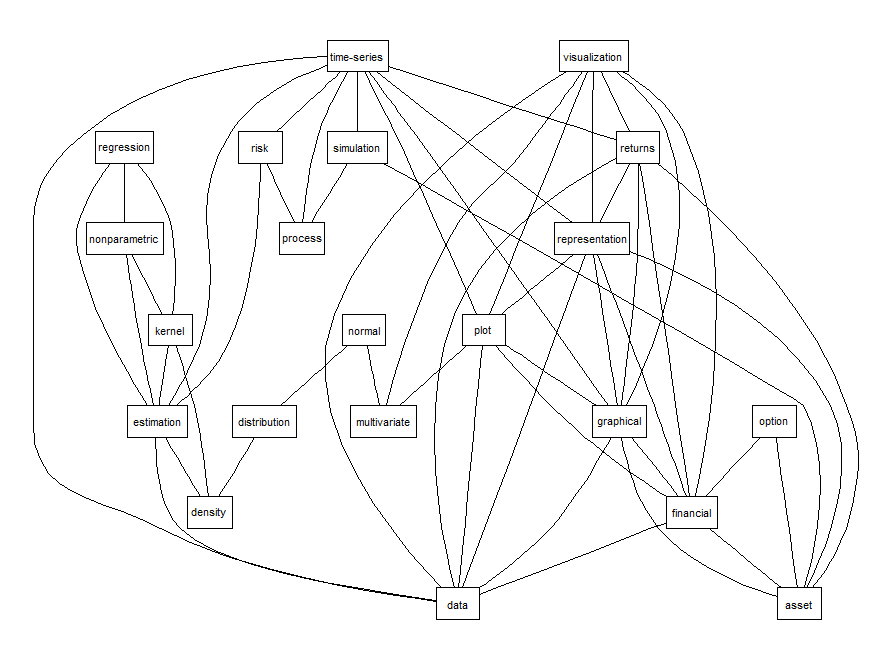 time-series
visualization
regression
risk
simulation
returns
nonparametric
process
representation
kernel
normal
plot
estimation
distribution
multivariate
graphical
option
density
financial
data
asset